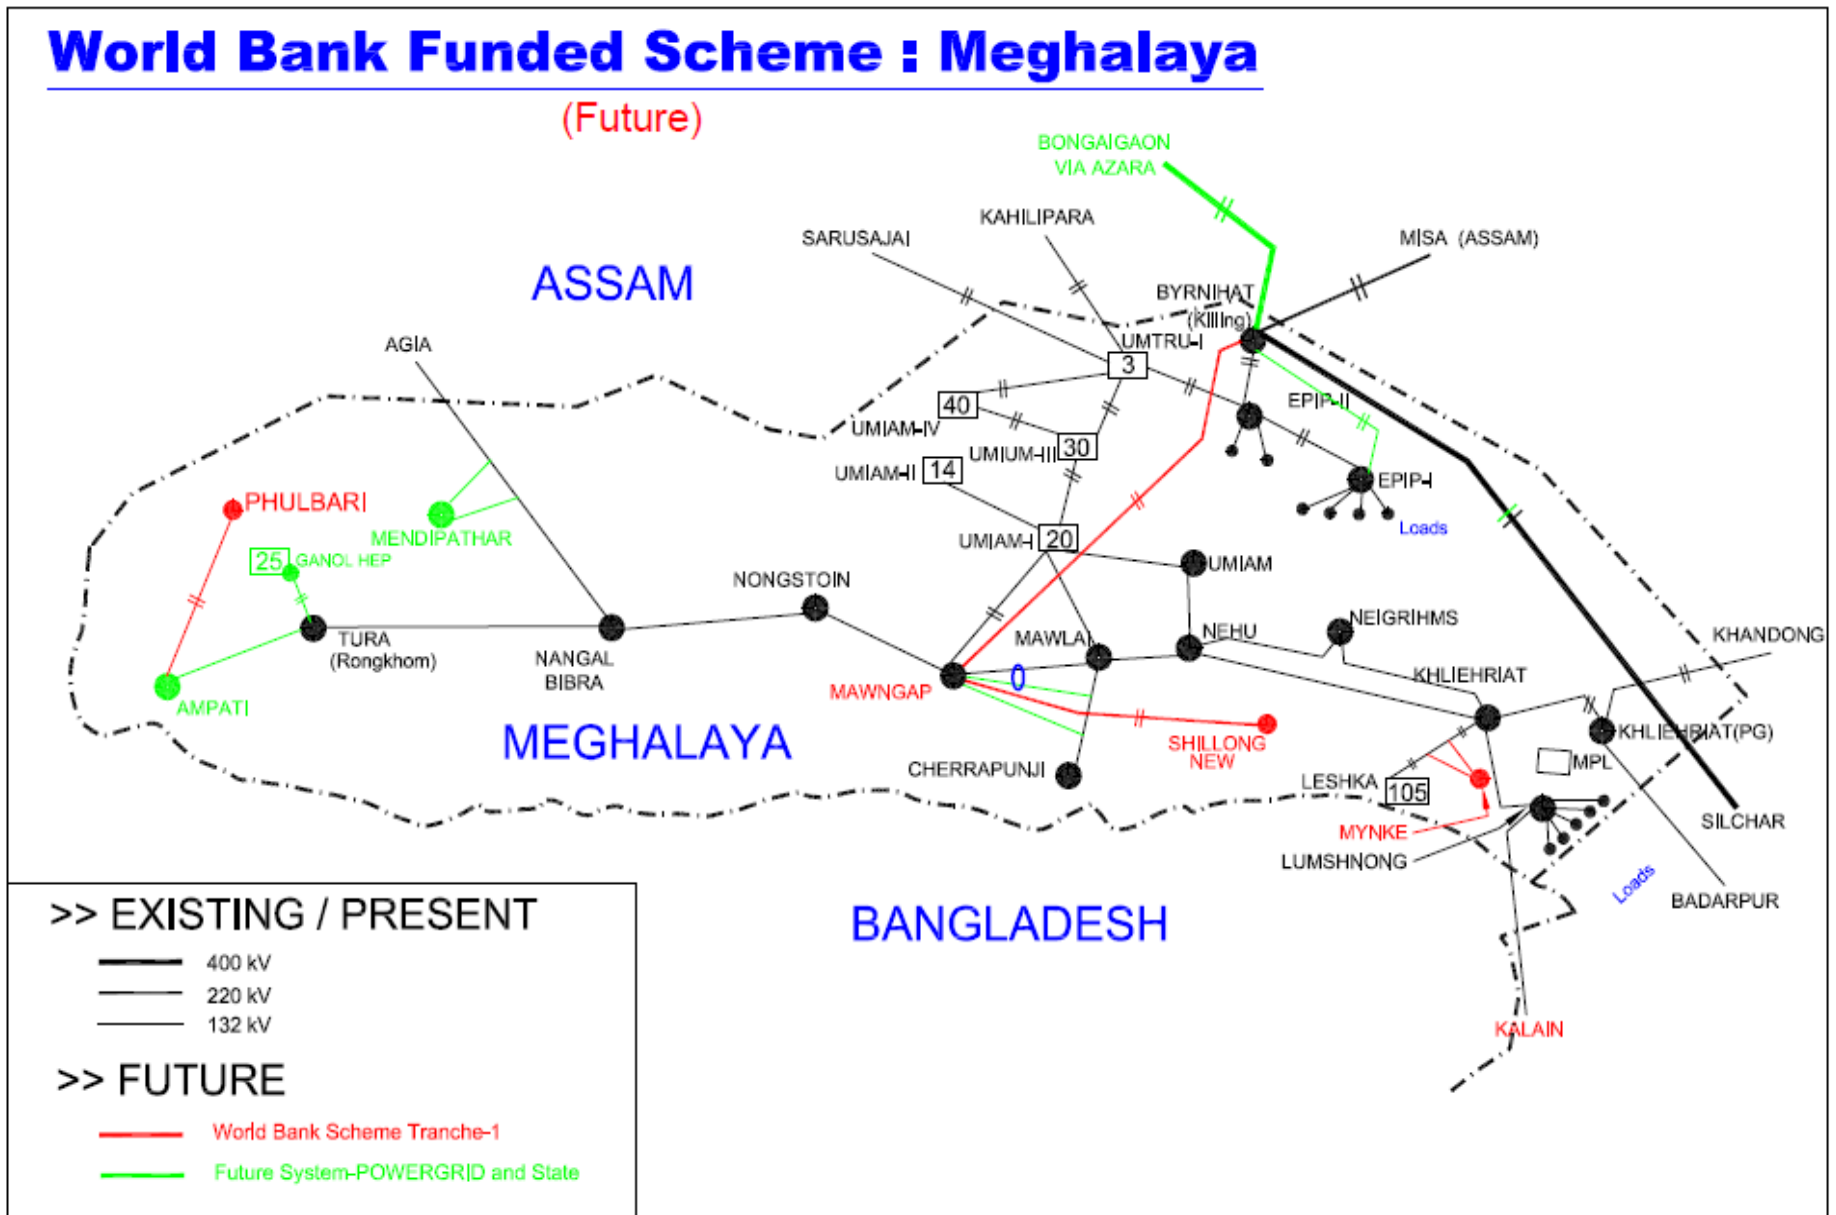 World Bank Funded Scheme : Meghalaya
(Future)
BONGAIGAON
VIA AZARA
KAHILIPARA
SARUSAJAI
MISA (ASSAM)
ASSAM
BYRNIHAT
(Killing)
UMTRU-I
AGIA
3
40
UMIAM-IV
EPIP-II
30
UMIUM-III
14
UMIAM-II
EPIP-I
PHULBARI
MENDIPATHAR
Loads
20
UMIAM-I
25
GANOL HEP
UMIAM
NONGSTOIN
NEIGRIHMS
TURA
(Rongkhom)
NANGAL
BIBRA
MAWLAI
NEHU
KHANDONG
KHLIEHRIAT
MAWNGAP
AMPATI
MEGHALAYA
SHILLONG
NEW
KHLIEHRIAT(PG)
CHERRAPUNJI
MPL
LESHKA
105
MYNKE
SILCHAR
LUMSHNONG
Loads
BADARPUR
BANGLADESH
KALAIN
>> EXISTING / PRESENT
400 kV
220 kV
132 kV
>> FUTURE
World Bank Scheme Tranche-1
Future System-POWERGRID and State